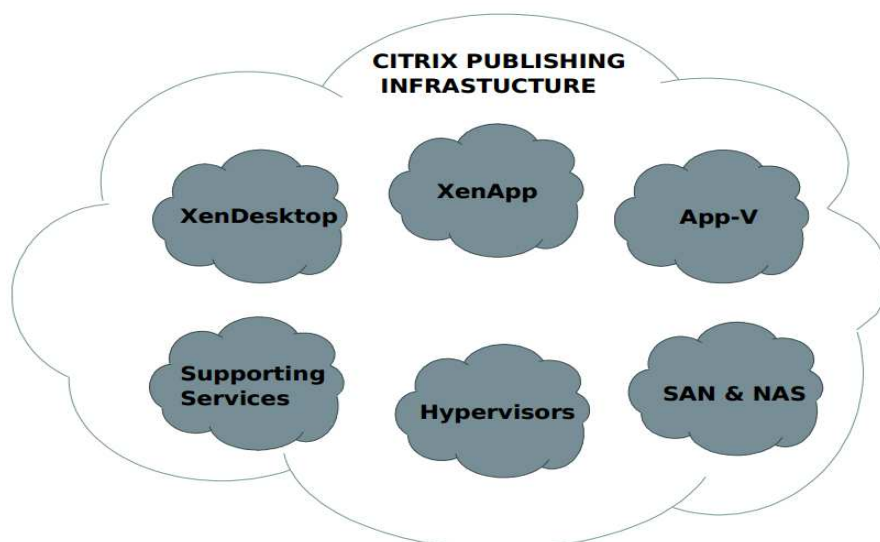 CITRIX PUBLISHING
INFRASTUCTURE
XenDesktop
XenApp
App-V
Supporting
Services
Hypervisors
SAN & NAS